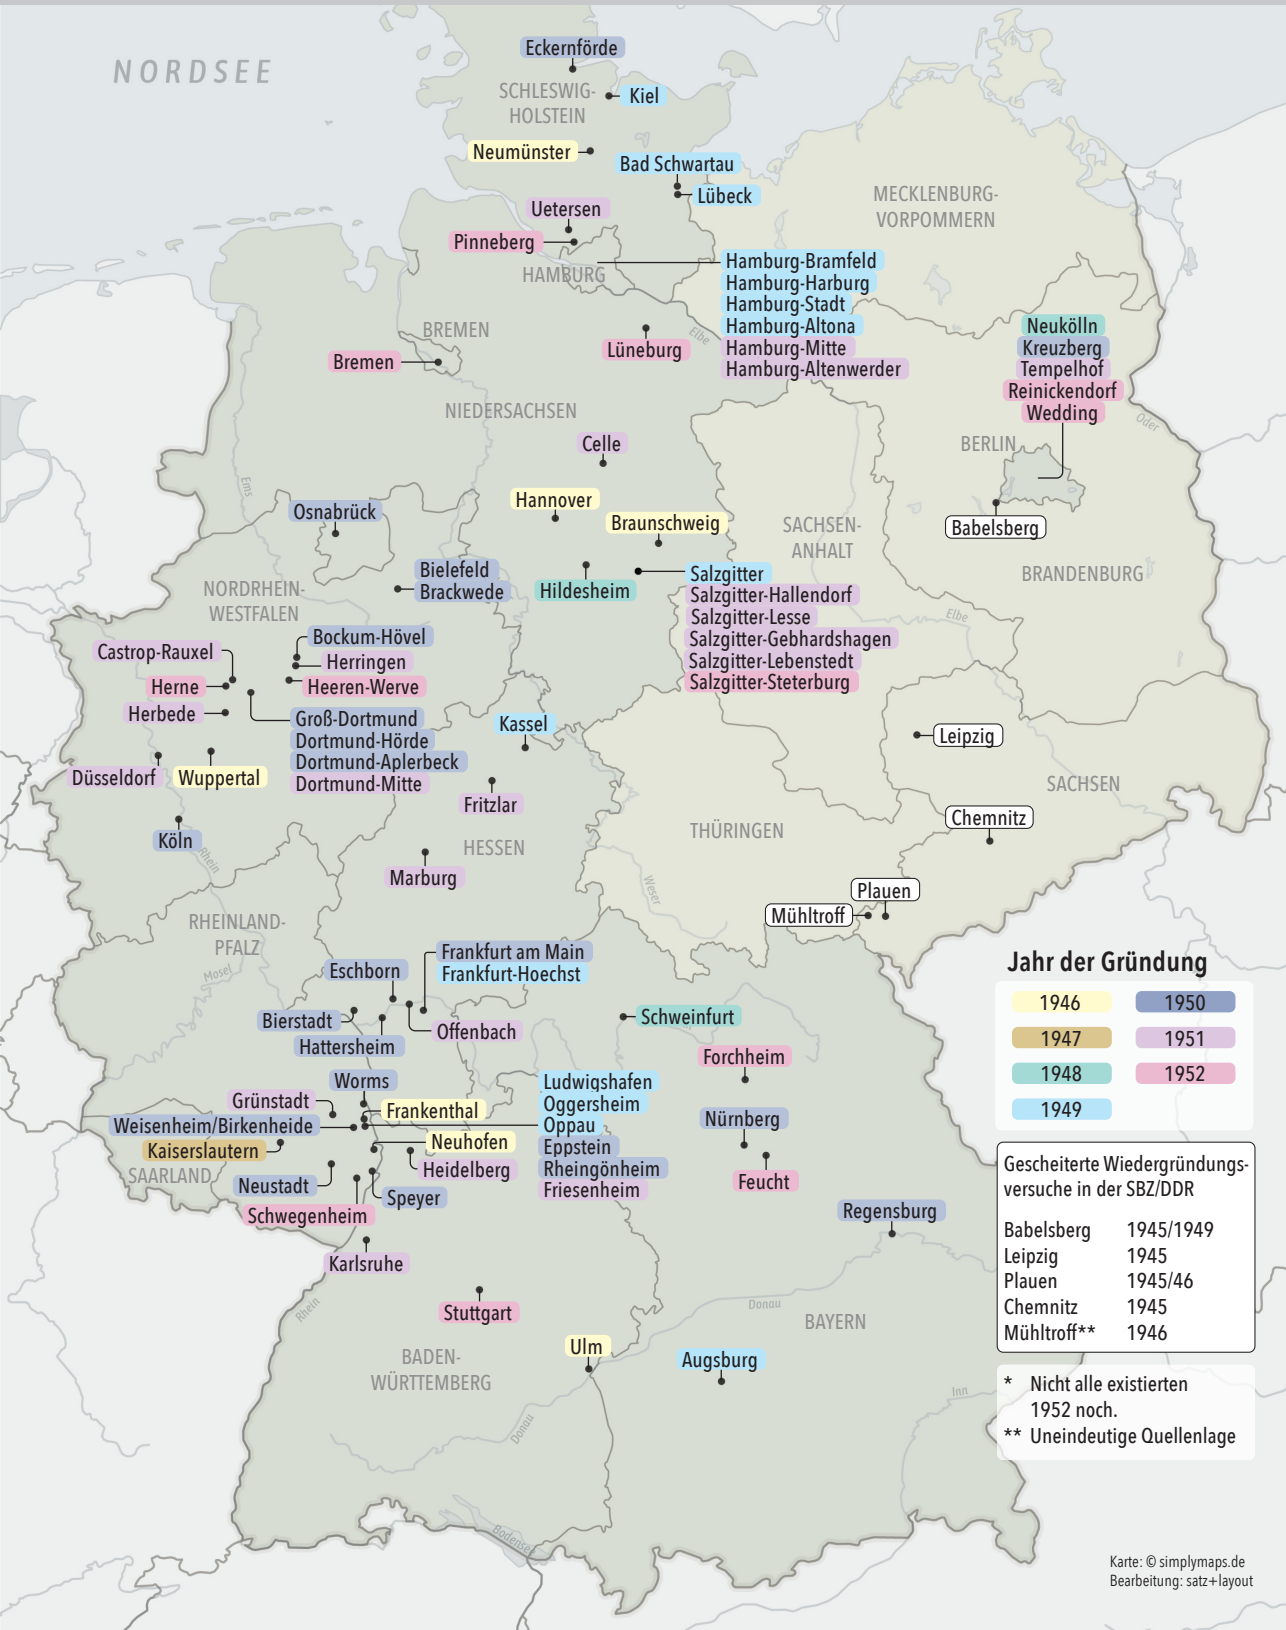 NORDSEE
Eckernförde
SCHLESWIG-
HOLSTEIN
Kiel
Neumünster
Bad Schwartau
Lübeck
MECKLENBURG-
VORPOMMERN
Uetersen
Pinneberg
HAMBURG
Hamburg-Bramfeld
Hamburg-Harburg
Hamburg-Stadt
Hamburg-Altona
Hamburg-Mitte
Hamburg-Altenwerder
BREMEN
Bremen
Lüneburg
Elbe
Neukölln
Kreuzberg
Tempelhof
Reinickendorf
Wedding
Oder
BERLIN
Babelsberg
NIEDERSACHSEN
Celle
Ems
Osnabrück
Hannover
Braunschweig
SACHSEN-
ANHALT
BRANDENBURG
Bielefeld
Brackwede
Hildesheim
Salzgitter
Salzgitter-Hallendorf
Salzgitter-Lesse
Salzgitter-Gebhardshagen
Salzgitter-Lebenstedt
Salzgitter-Steterburg
Elbe
NORDRHEIN-
WESTFALEN
Bockum-Hövel
Castrop-Rauxel
Herringen
Herne
Heeren-Werve
Herbede
Groß-Dortmund
Dortmund-Hörde
Dortmund-Aplerbeck
Dortmund-Mitte
Kassel
Leipzig
Düsseldorf
Wuppertal
Fritzlar
SACHSEN
Chemnitz
THÜRINGEN
Köln
Rhein
HESSEN
Marburg
Weser
Plauen
Mühltroff
RHEINLAND-
PFALZ
Mosel
Eschborn
Frankfurt am Main
Frankfurt-Hoechst
Bierstadt
Offenbach
Hattersheim
Schweinfurt
Forchheim
Worms
Grünstadt
Frankenthal
Weisenheim/Birkenheide
Kaiserslautern
Neuhofen
Heidelberg
SAARLAND
Neustadt
Speyer
Schwegenheim
Ludwigshafen
Oggersheim
Oppau
Eppstein
Rheingönheim
Friesenheim
Nürnberg
Feucht
Regensburg
Karlsruhe
Rhein
Stuttgart
Donau
BAYERN
Ulm
Augsburg
BADEN-
WÜRTTEMBERG
Donau
Inn
Bodensee
Jahr der Gründung
1946
1950
1947
1951
1948
1952
1949
Gescheiterte Wiedergründungs-
versuche in der SBZ/DDR
Babelsberg 1945/1949
Leipzig 1945
Plauen 1945/46
Chemnitz 1945
Mühltroff** 1946
* Nicht alle existierten
1952 noch.
** Uneindeutige Quellenlage
Karte: © simplymaps.de
Bearbeitung: satz+layout